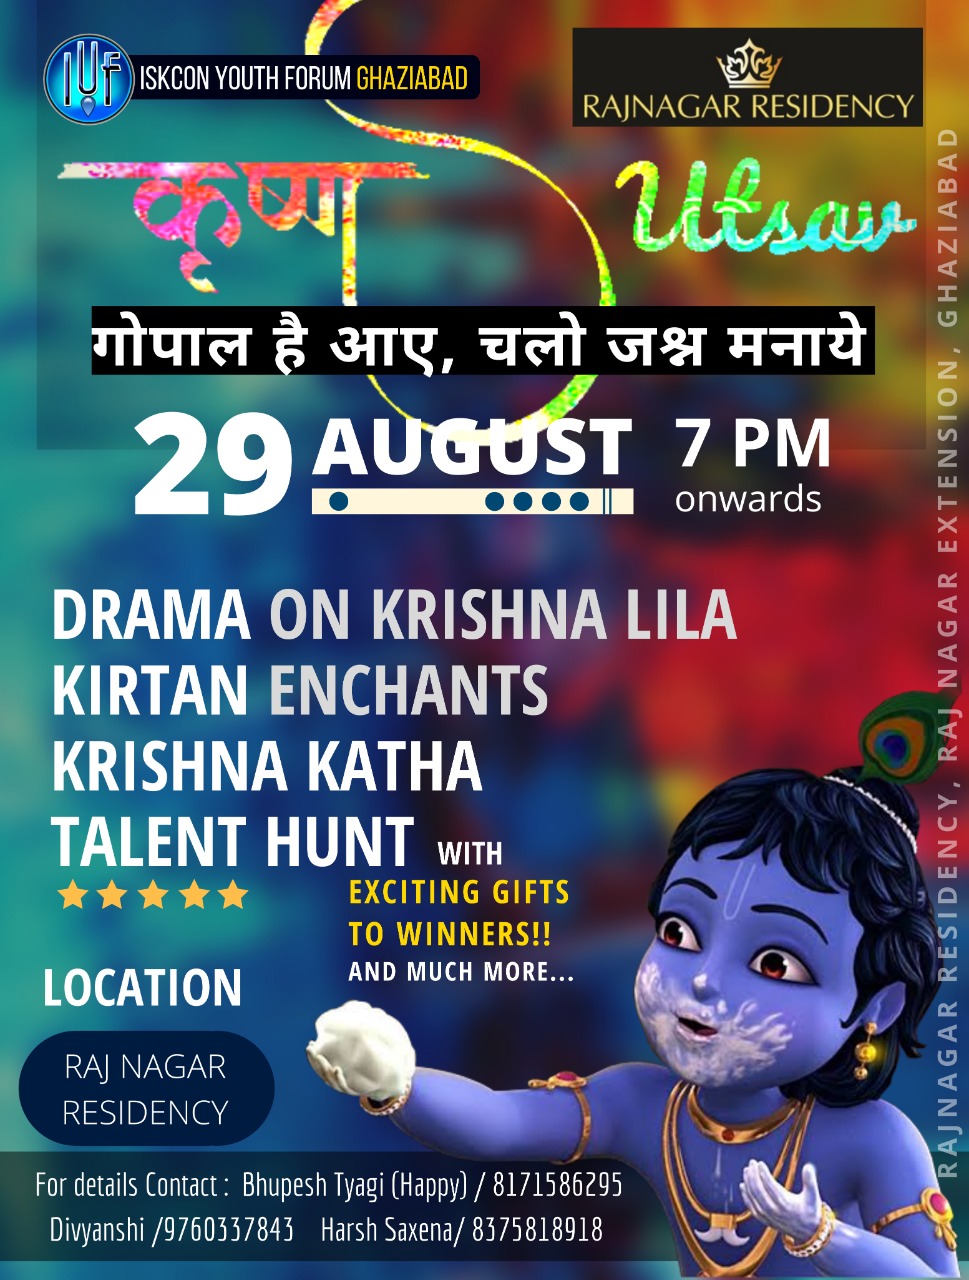 IUF
ISKCON YOUTH FORUM GHAZIABAD
RAJNAGAR RESIDENCY
कृष्ण Utsav
गोपाल है आए, चलो जश्न मनाये
29 AUGUST 7 PM
onwards
DRAMA ON KRISHNA LILA
KIRTAN ENCHANTS
KRISHNA KATHA
TALENT HUNT WITH
EXCITING GIFTS
TO WINNERS!!
AND MUCH MORE...
LOCATION
RAJ NAGAR
RESIDENCY
For details Contact : Bhupesh Tyagi (Happy) / 8171586295
Divyanshi /9760337843 Harsh Saxena/ 8375818918
RAJNAGAR RESIDENCY, RAJ NAGAR EXTENSION, GHAZIABAD